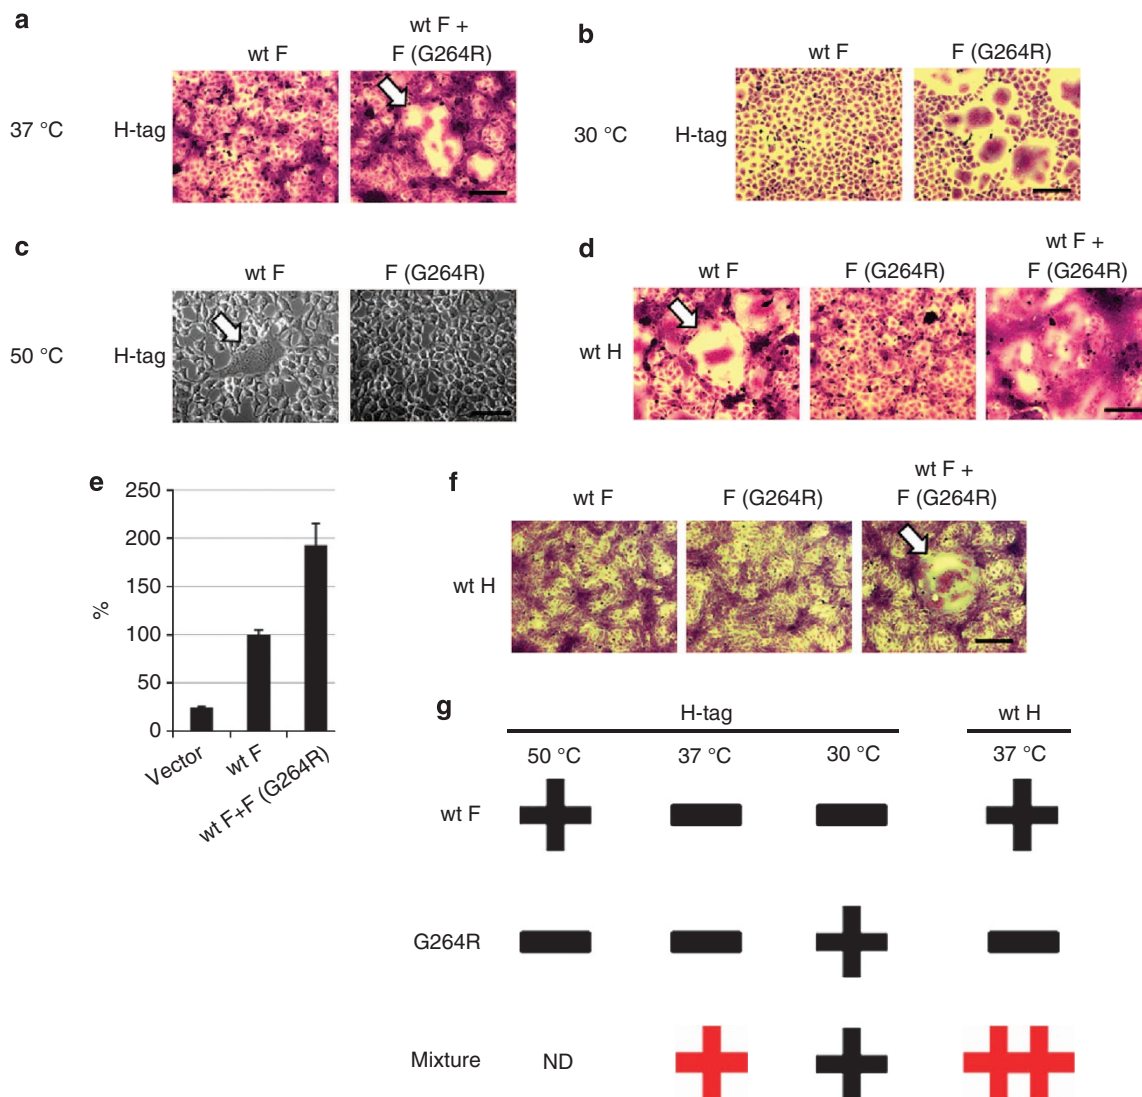 a
wt F
wt F +
F (G264R)
37 °C
H-tag
b
wt F
F (G264R)
30 °C
H-tag
c
wt F
F (G264R)
50 °C
H-tag
d
wt F
F (G264R)
wt F +
F (G264R)
wt H
e
250
200
150
100
50
0
%
Vector
wt F
wt F+F (G264R)
f
wt F
F (G264R)
wt F +
F (G264R)
wt H
g
H-tag
wt H
50 °C
37 °C
30 °C
37 °C
wt F
G264R
Mixture
ND